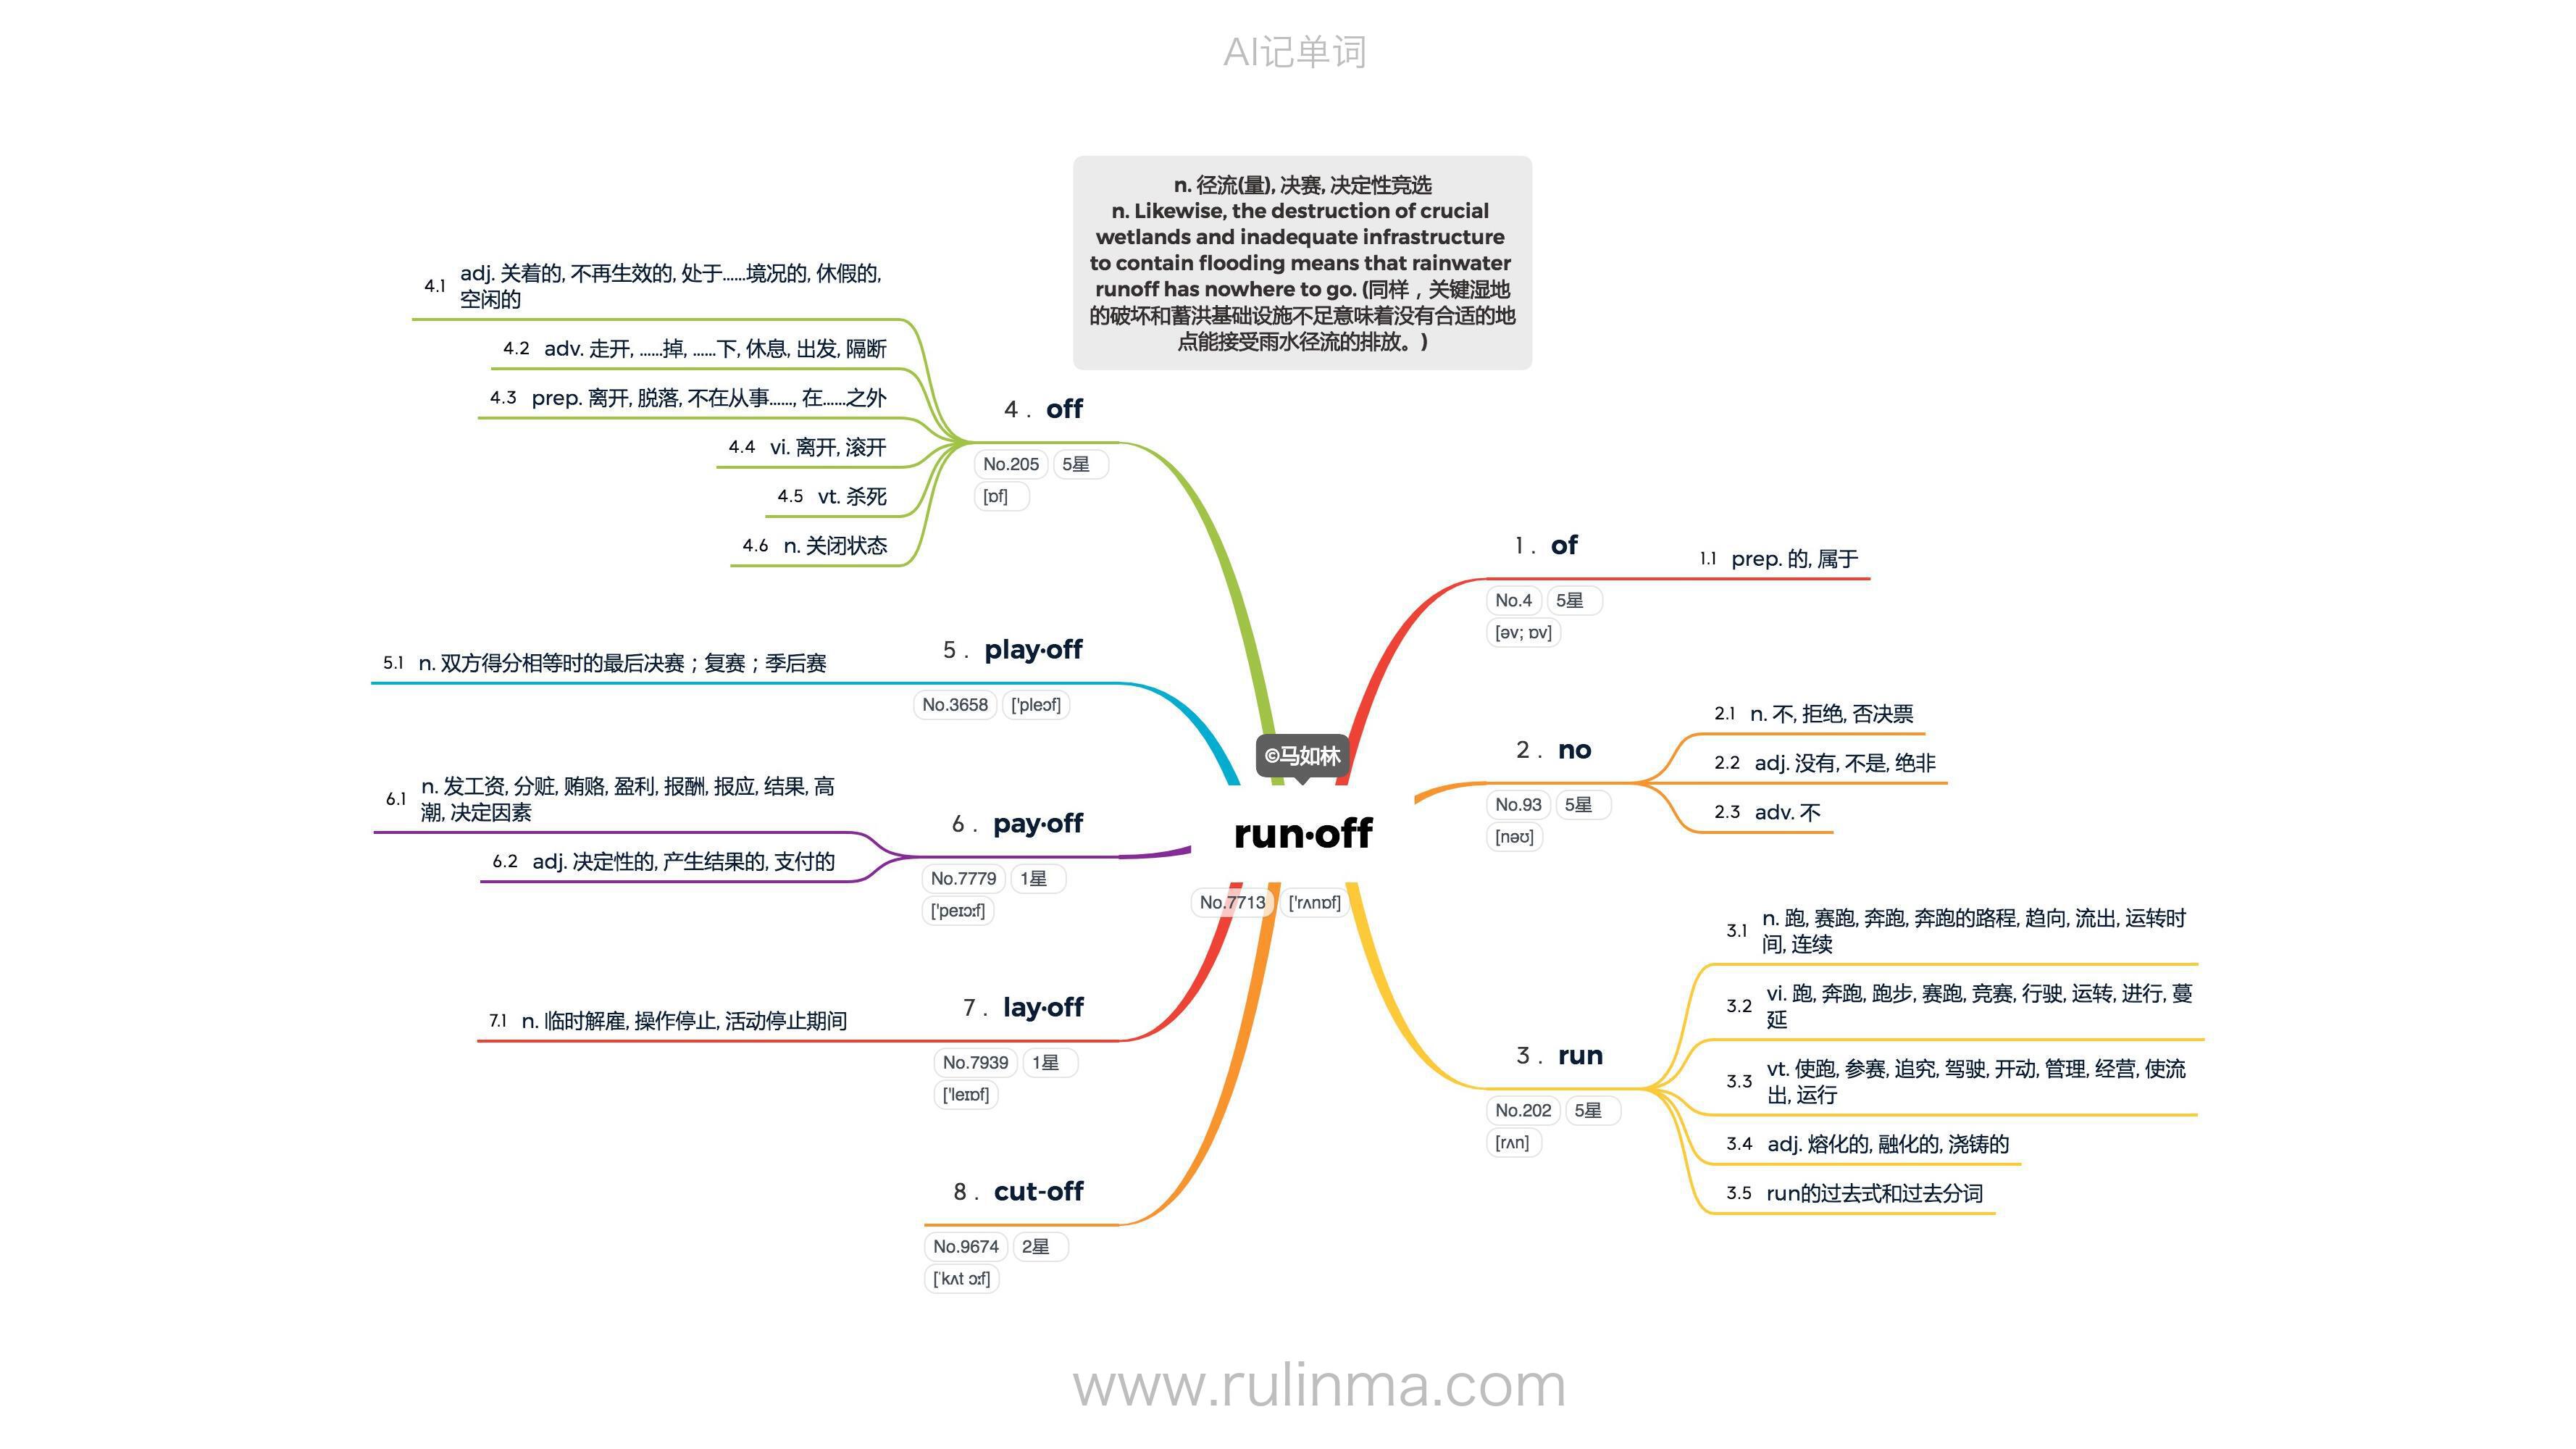 AI记单词
n. 径流(量), 决赛, 决定性竞选
n. Likewise, the destruction of crucial
wetlands and inadequate infrastructure
to contain flooding means that rainwater
runoff has nowhere to go. (同样，关键湿地
的破坏和蓄洪基础设施不足意味着没有合适的地
点能接受雨水径流的排放。)
©马如林
run·off
No.7713 ['rʌnɒf]
1 . of
No.4 5星
[əv; ɒv]
1.1 prep. 的, 属于
2 . no
No.93 5星
[nəʊ]
2.1 n. 不, 拒绝, 否决票
2.2 adj. 没有, 不是, 绝非
2.3 adv. 不
3 . run
No.202 5星
[rʌn]
3.1 n. 跑, 赛跑, 奔跑, 奔跑的路程, 趋向, 流出, 运转时
间, 连续
3.2 vi. 跑, 奔跑, 跑步, 赛跑, 竞赛, 行驶, 运转, 进行, 蔓
延
3.3 vt. 使跑, 参赛, 追究, 驾驶, 开动, 管理, 经营, 使流
出, 运行
3.4 adj. 熔化的, 融化的, 浇铸的
3.5 run的过去式和过去分词
4 . off
No.205 5星
[ɒf]
4.1 adj. 关着的, 不再生效的, 处于……境况的, 休假的,
空闲的
4.2 adv. 走开, ……掉, ……下, 休息, 出发, 隔断
4.3 prep. 离开, 脱落, 不在从事……, 在……之外
4.4 vi. 离开, 滚开
4.5 vt. 杀死
4.6 n. 关闭状态
5 . play·off
No.3658 ['pleɔf]
5.1 n. 双方得分相等时的最后决赛；复赛；季后赛
6 . pay·off
No.7779 1星
['peɪɔːf]
6.1 n. 发工资, 分赃, 贿赂, 盈利, 报酬, 报应, 结果, 高
潮, 决定因素
6.2 adj. 决定性的, 产生结果的, 支付的
7 . lay·off
No.7939 1星
['leɪɒf]
7.1 n. 临时解雇, 操作停止, 活动停止期间
8 . cut-off
No.9674 2星
[ˈkʌt ɔːf]
www.rulinma.com